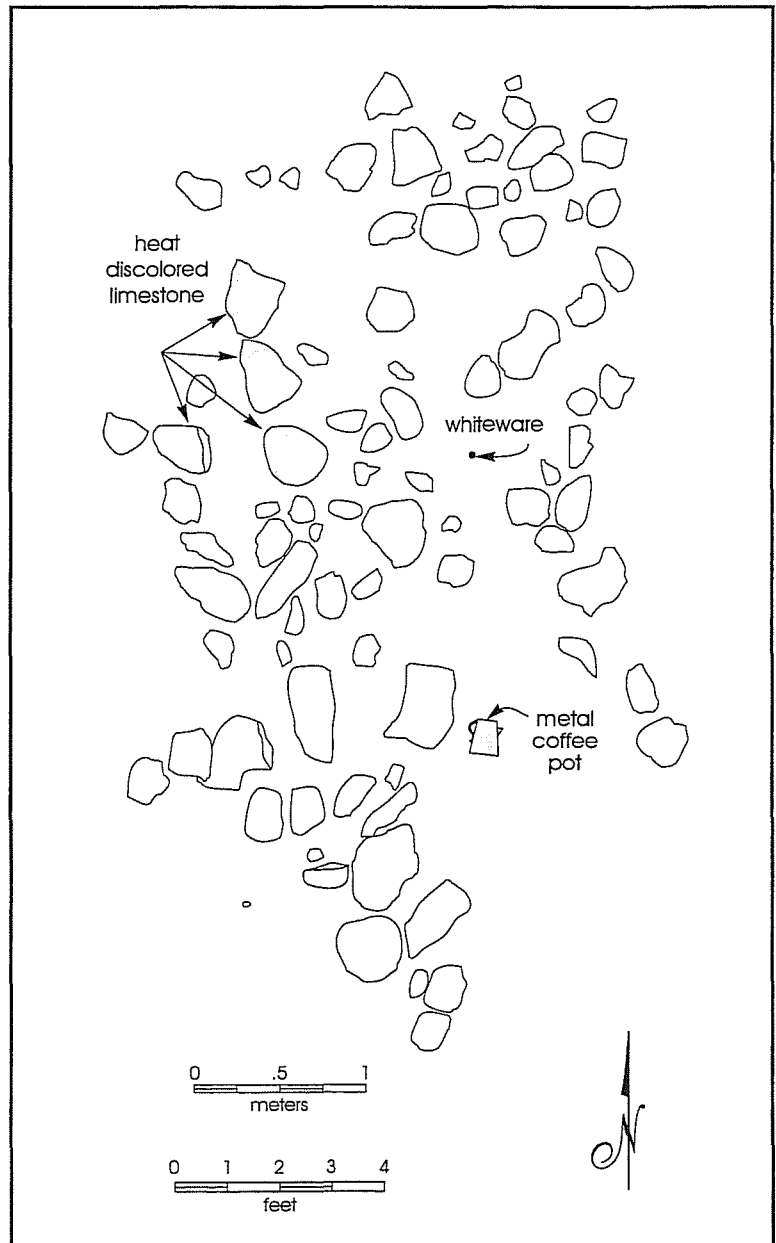 heat
discolored
limestone
whiteware
metal
coffee
pot
0 .5 1
meters
0 1 2 3 4
feet
N